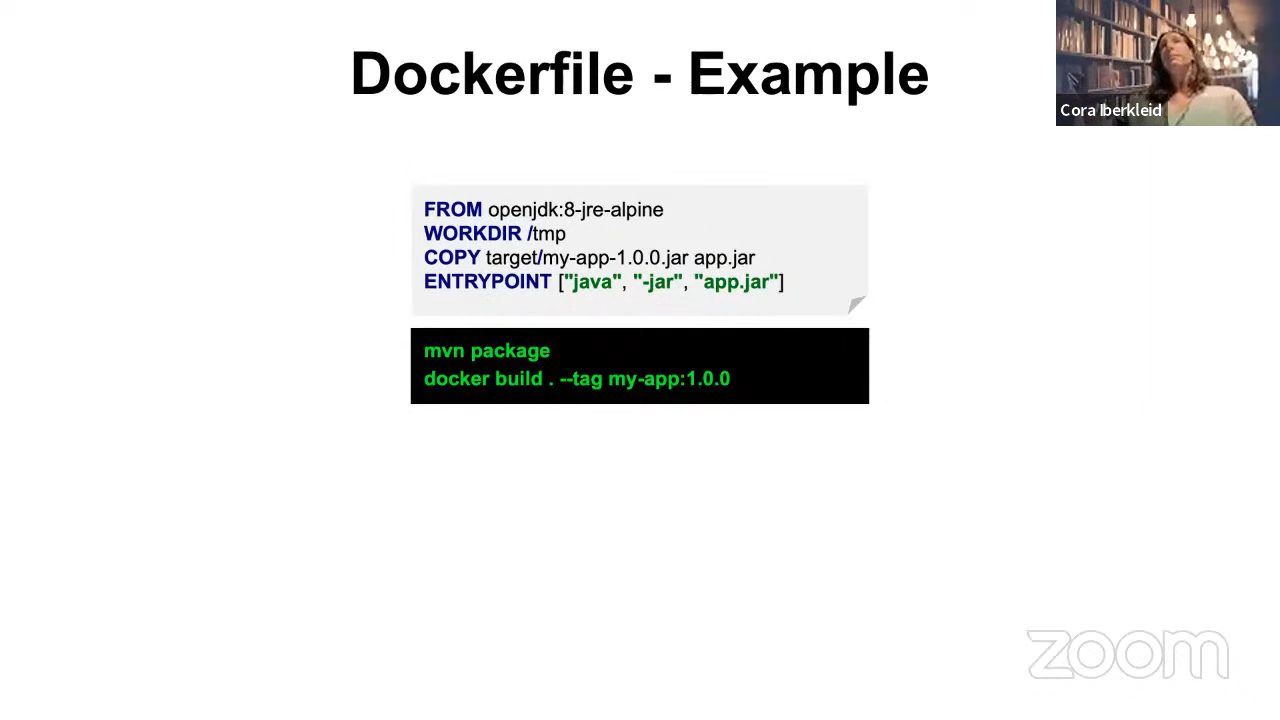 Dockerfile - Example
Cora Iberkleid
FROM openjdk:8-jre-alpine
WORKDIR /tmp
COPY target/my-app-1.0.0.jar app.jar
ENTRYPOINT ["java", "-jar", "app.jar"]
mvn package
docker build . --tag my-app:1.0.0
zoom